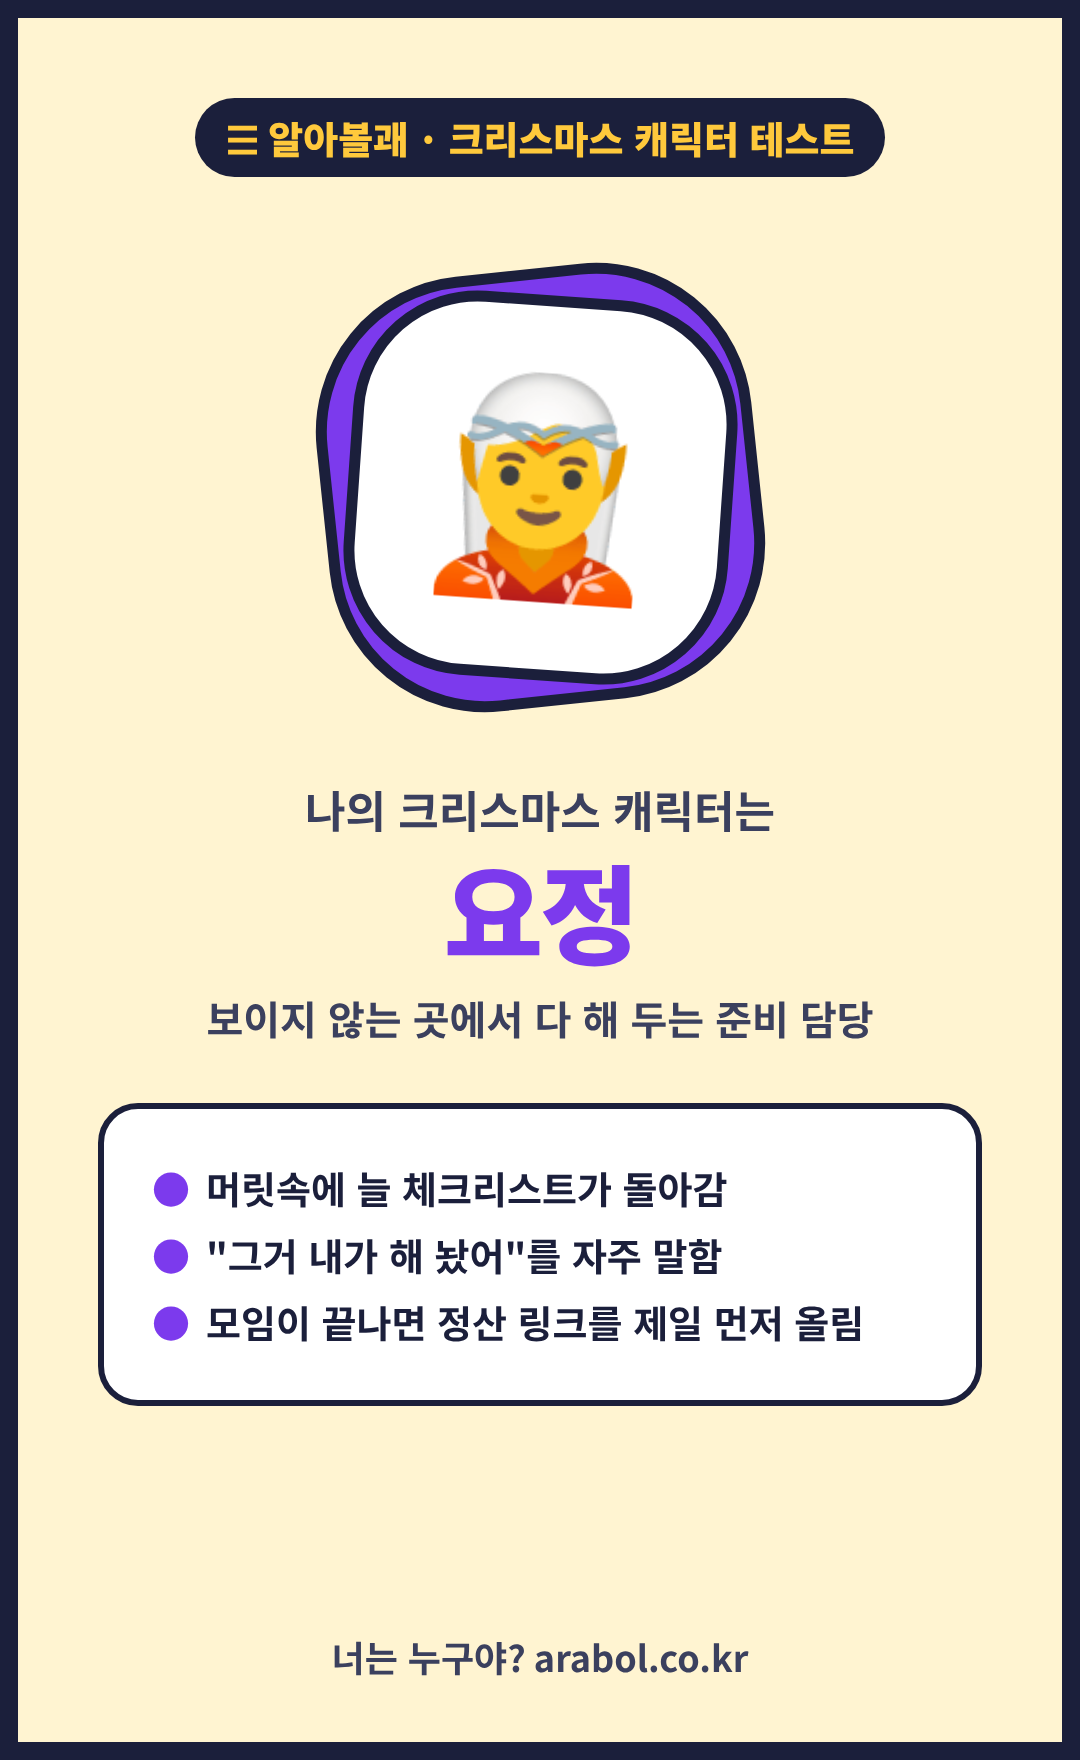 ☰ 알아볼괘 · 크리스마스 캐릭터 테스트
나의 크리스마스 캐릭터는
요정
보이지 않는 곳에서 다 해 두는 준비 담당
머릿속에 늘 체크리스트가 돌아감
"그거 내가 해 놨어"를 자주 말함
모임이 끝나면 정산 링크를 제일 먼저 올림
너는 누구야? arabol.co.kr